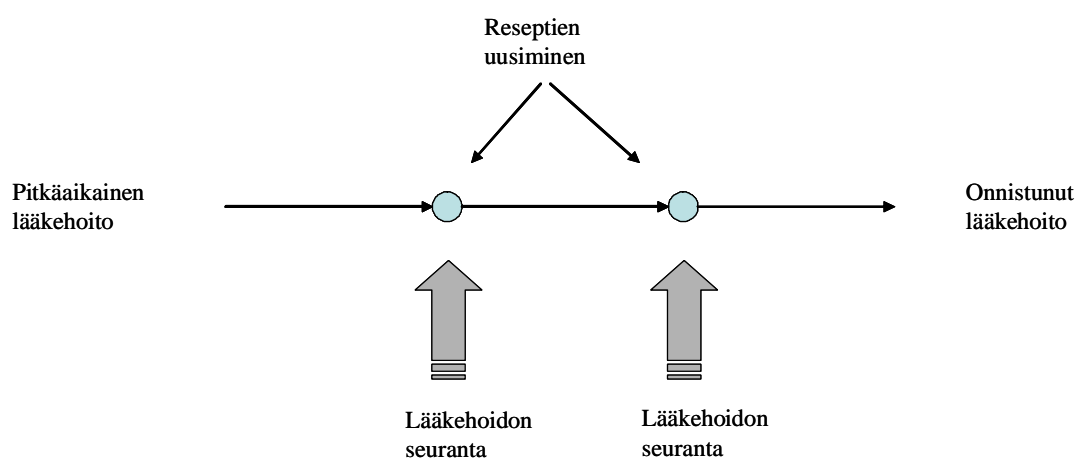 Reseptien
uusiminen
Pitkäaikainen
lääkehoito
Onnistunut
lääkehoito
Lääkehoidon
seuranta
Lääkehoidon
seuranta